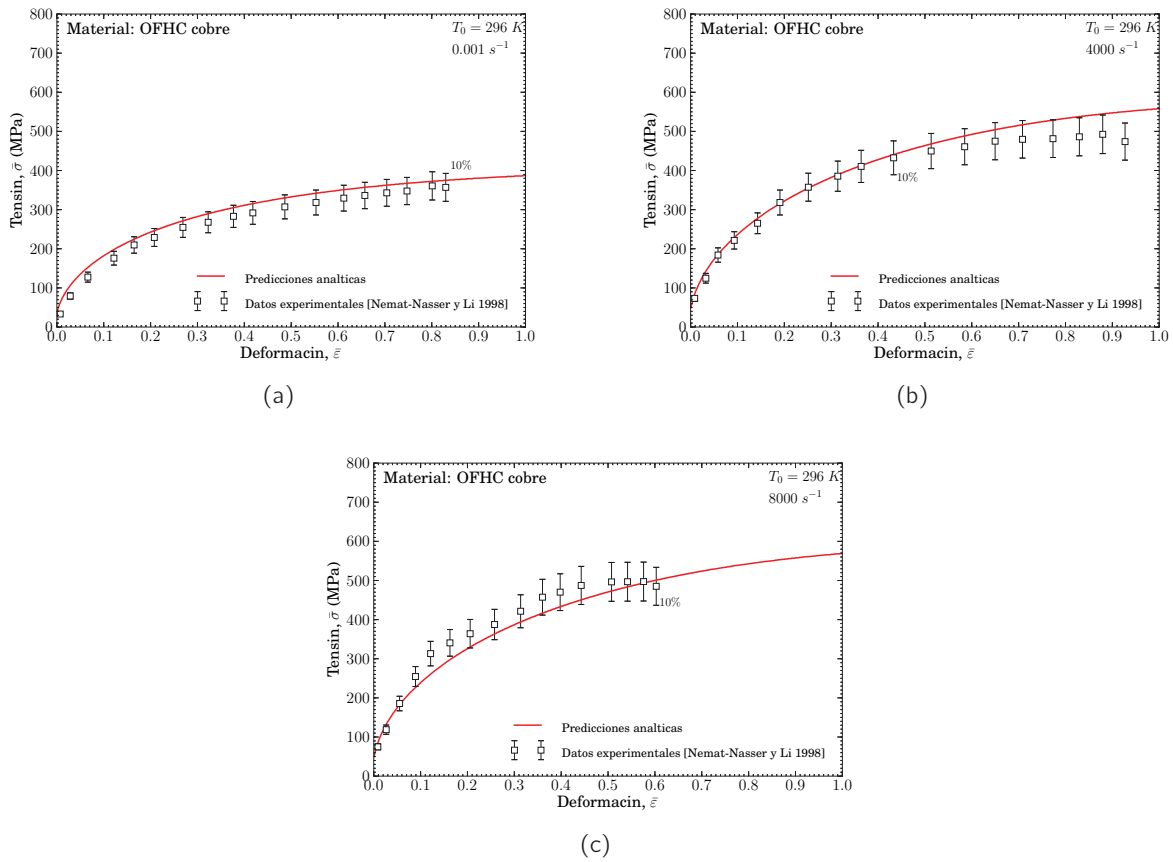 Material: OFHC cobre
T₀ = 296 K
0.001 s⁻¹
800
700
600
500
400
300
200
100
0
Tensin, σ̄ (MPa)
10%
Predicciones analticas
Datos experimentales [Nemat-Nasser y Li 1998]
0.0 0.1 0.2 0.3 0.4 0.5 0.6 0.7 0.8 0.9 1.0
Deformacin, ε̄
(a)
Material: OFHC cobre
T₀ = 296 K
4000 s⁻¹
800
700
600
500
400
300
200
100
0
Tensin, σ̄ (MPa)
10%
Predicciones analticas
Datos experimentales [Nemat-Nasser y Li 1998]
0.0 0.1 0.2 0.3 0.4 0.5 0.6 0.7 0.8 0.9 1.0
Deformacin, ε̄
(b)
Material: OFHC cobre
T₀ = 296 K
8000 s⁻¹
800
700
600
500
400
300
200
100
0
Tensin, σ̄ (MPa)
10%
Predicciones analticas
Datos experimentales [Nemat-Nasser y Li 1998]
0.0 0.1 0.2 0.3 0.4 0.5 0.6 0.7 0.8 0.9 1.0
Deformacin, ε̄
(c)